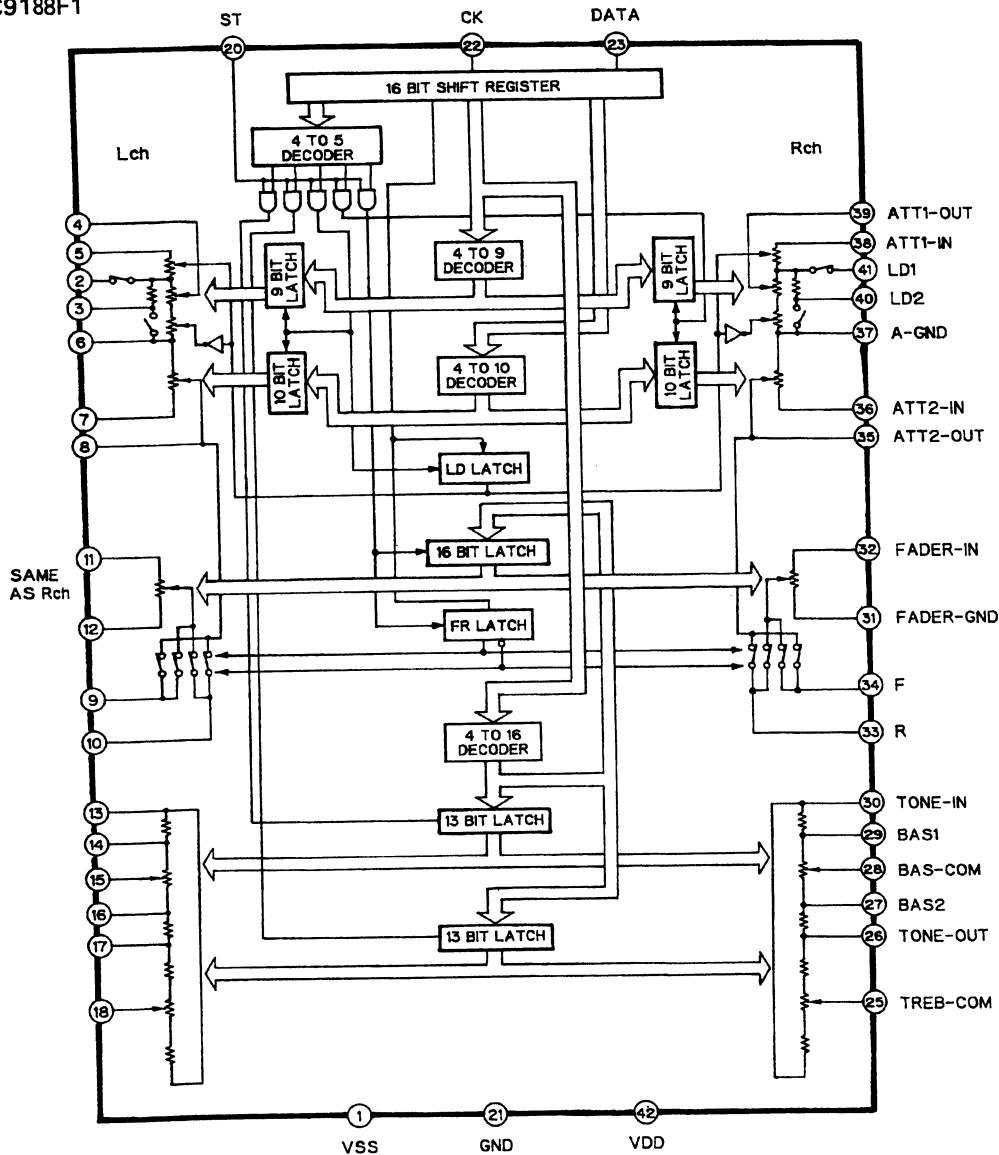 C9188F1
ST
CK
DATA
20
22
23
16 BIT SHIFT REGISTER
4 TO 5
DECODER
Lch
Rch
4
5
2
3
6
7
8
39 ATT1-OUT
38 ATT1-IN
41 LD1
40 LD2
37 A-GND
36 ATT2-IN
35 ATT2-OUT
4 TO 9
DECODER
9 BIT
LATCH
9 BIT
LATCH
4 TO 10
DECODER
10 BIT
LATCH
10 BIT
LATCH
LD LATCH
16 BIT LATCH
FR LATCH
11
SAME
AS Rch
12
9
10
32 FADER-IN
31 FADER-GND
34 F
33 R
4 TO 16
DECODER
13 BIT LATCH
13 BIT LATCH
13
14
15
16
17
18
30 TONE-IN
29 BAS1
28 BAS-COM
27 BAS2
26 TONE-OUT
25 TREB-COM
1
21
42
VSS
GND
VDD